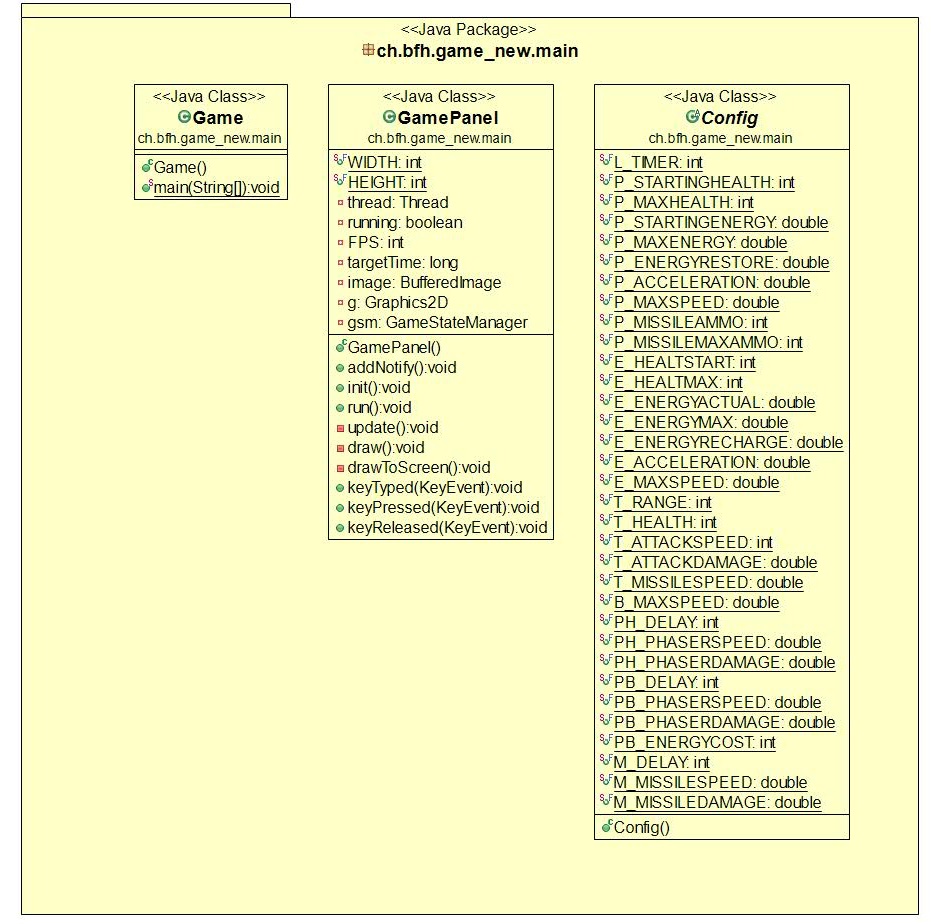 <<Java Package>>
ch.bfh.game_new.main
<<Java Class>>
Game
ch.bfh.game_new.main
Game()
main(String[]):void
<<Java Class>>
GamePanel
ch.bfh.game_new.main
WIDTH: int
HEIGHT: int
thread: Thread
running: boolean
FPS: int
targetTime: long
image: BufferedImage
g: Graphics2D
gsm: GameStateManager
GamePanel()
addNotify():void
init():void
run():void
update():void
draw():void
drawToScreen():void
keyTyped(KeyEvent):void
keyPressed(KeyEvent):void
keyReleased(KeyEvent):void
<<Java Class>>
Config
ch.bfh.game_new.main
L_TIMER: int
P_STARTINGHEALTH: int
P_MAXHEALTH: int
P_STARTINGENERGY: double
P_MAXENERGY: double
P_ENERGYRESTORE: double
P_ACCELERATION: double
P_MAXSPEED: double
P_MISSILEAMMO: int
P_MISSILEMAXAMMO: int
E_HEALTSTART: int
E_HEALTMAX: int
E_ENERGYACTUAL: double
E_ENERGYMAX: double
E_ENERGYRECHARGE: double
E_ACCELERATION: double
E_MAXSPEED: double
T_RANGE: int
T_HEALTH: int
T_ATTACKSPEED: int
T_ATTACKDAMAGE: double
T_MISSILESPEED: double
B_MAXSPEED: double
PH_DELAY: int
PH_PHASERSPEED: double
PH_PHASERDAMAGE: double
PB_DELAY: int
PB_PHASERSPEED: double
PB_PHASERDAMAGE: double
PB_ENERGYCOST: int
M_DELAY: int
M_MISSILESPEED: double
M_MISSILEDAMAGE: double
Config()